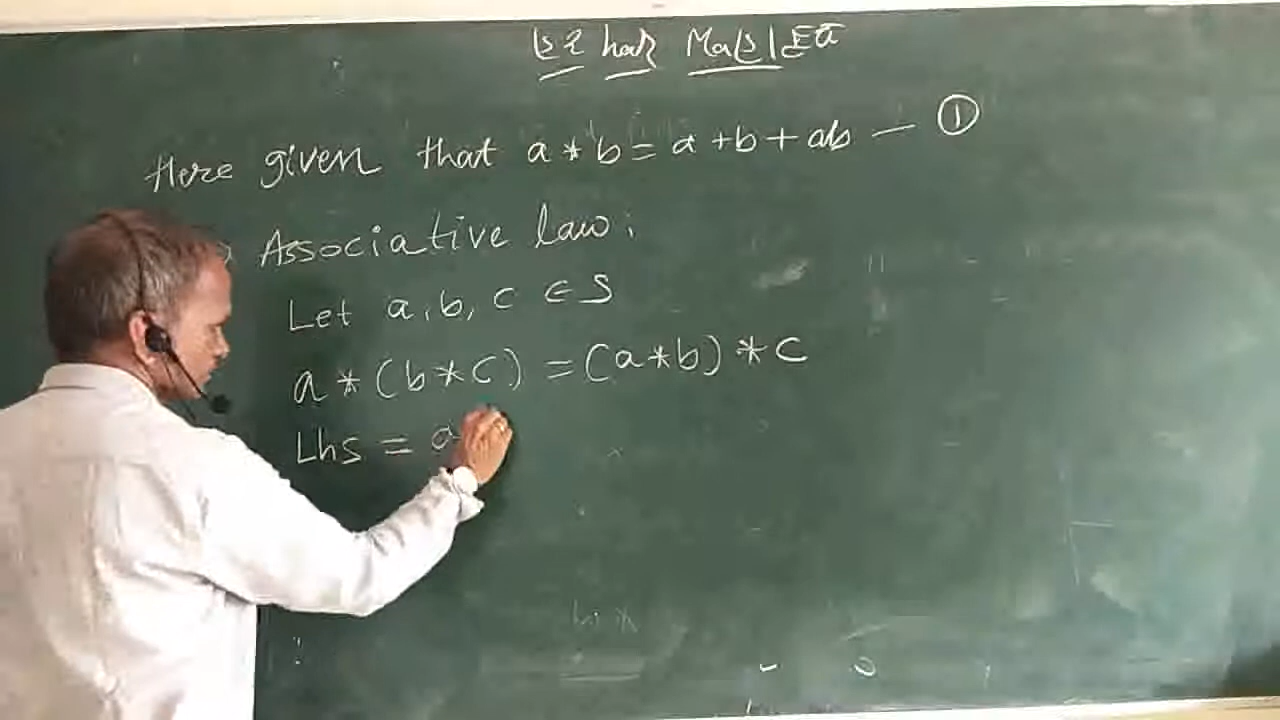 Here given that a * b = a + b + ab — ①
Associative law :
Let a, b, c ∈ S
a * (b * c) = (a * b) * c
Lhs = a